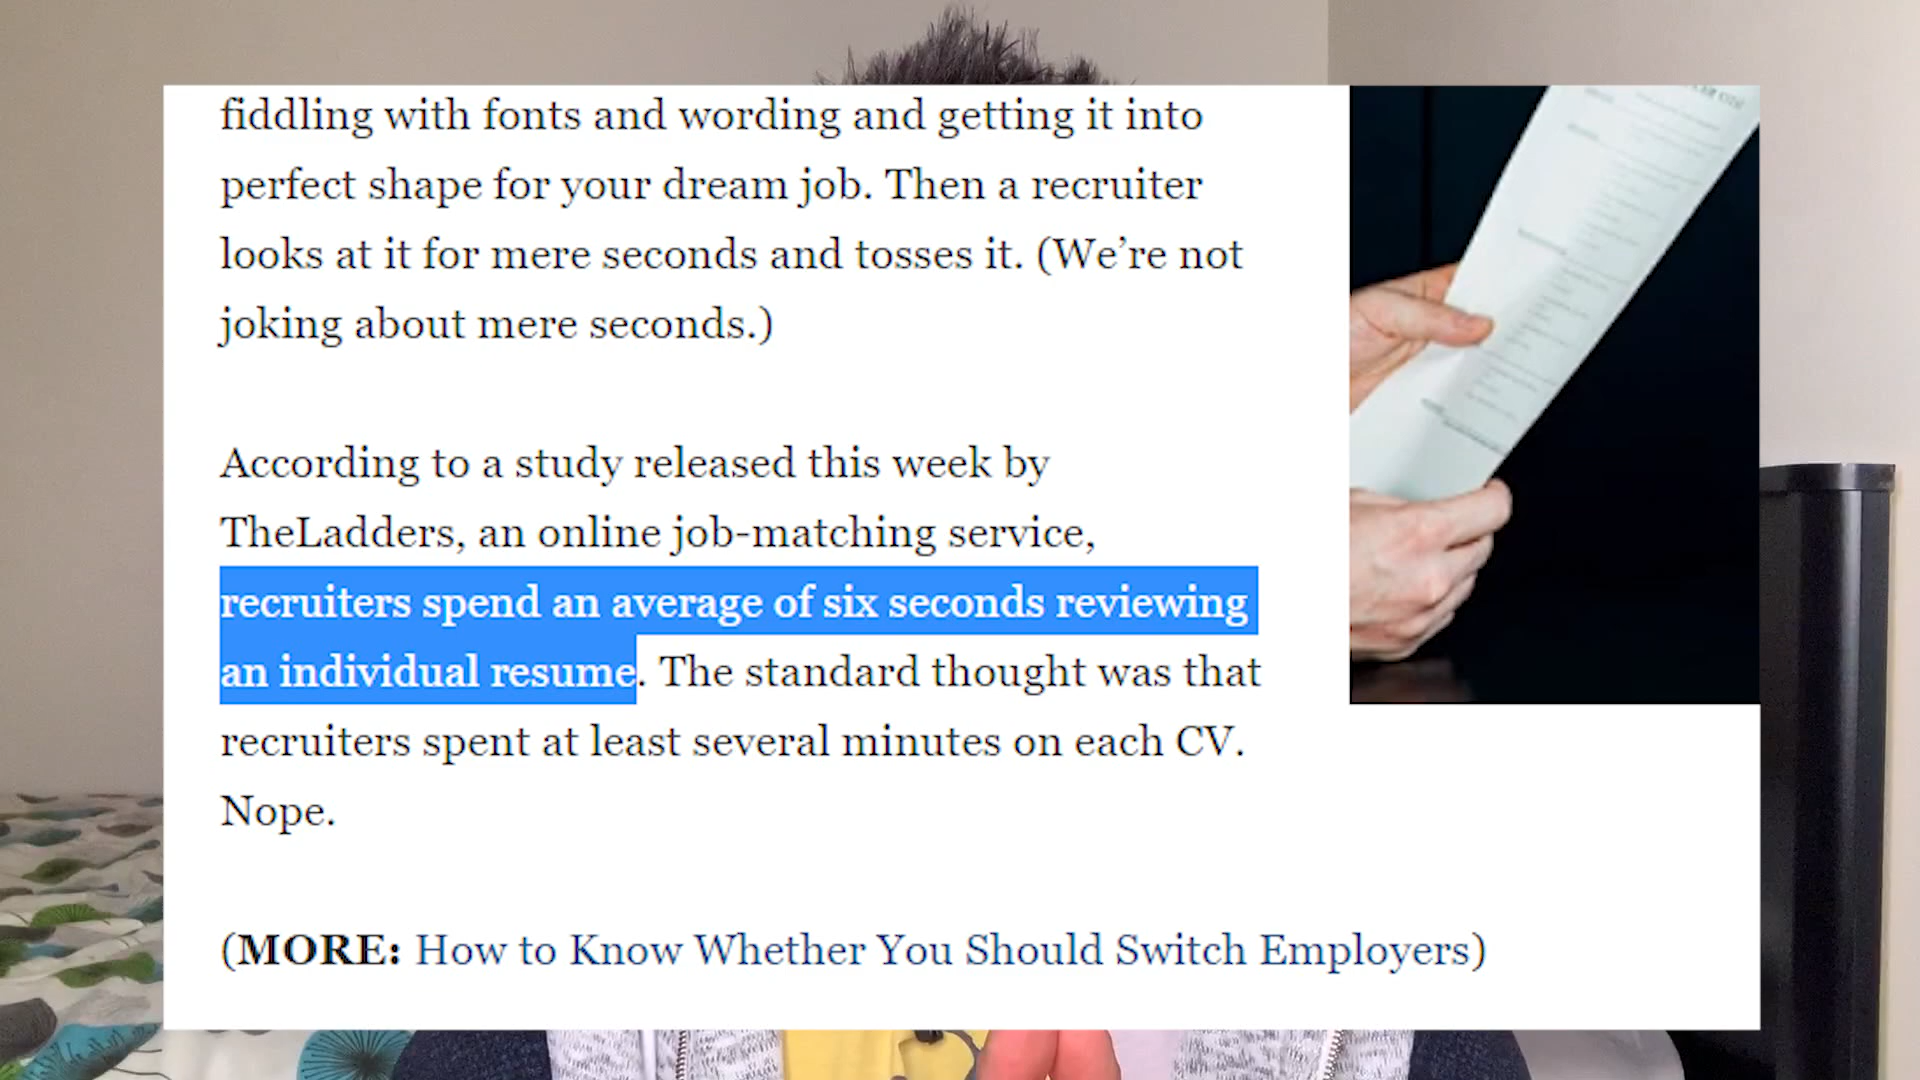 fiddling with fonts and wording and getting it into
perfect shape for your dream job. Then a recruiter
looks at it for mere seconds and tosses it. (We’re not
joking about mere seconds.)
According to a study released this week by
TheLadders, an online job-matching service,
recruiters spend an average of six seconds reviewing
an individual resume. The standard thought was that
recruiters spent at least several minutes on each CV.
Nope.
(MORE: How to Know Whether You Should Switch Employers)